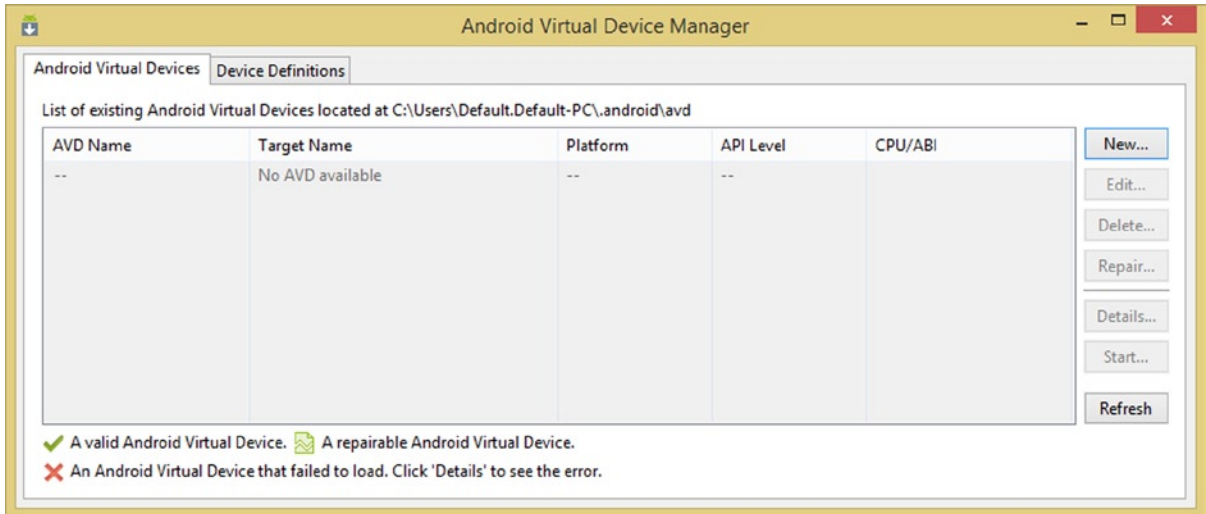 Android Virtual Device Manager
Android Virtual Devices Device Definitions
List of existing Android Virtual Devices located at C:\Users\Default.Default-PC\.android\avd
AVD Name Target Name Platform API Level CPU/ABI
-- No AVD available -- --
New...
Edit...
Delete...
Repair...
Details...
Start...
Refresh
A valid Android Virtual Device. A repairable Android Virtual Device.
An Android Virtual Device that failed to load. Click 'Details' to see the error.